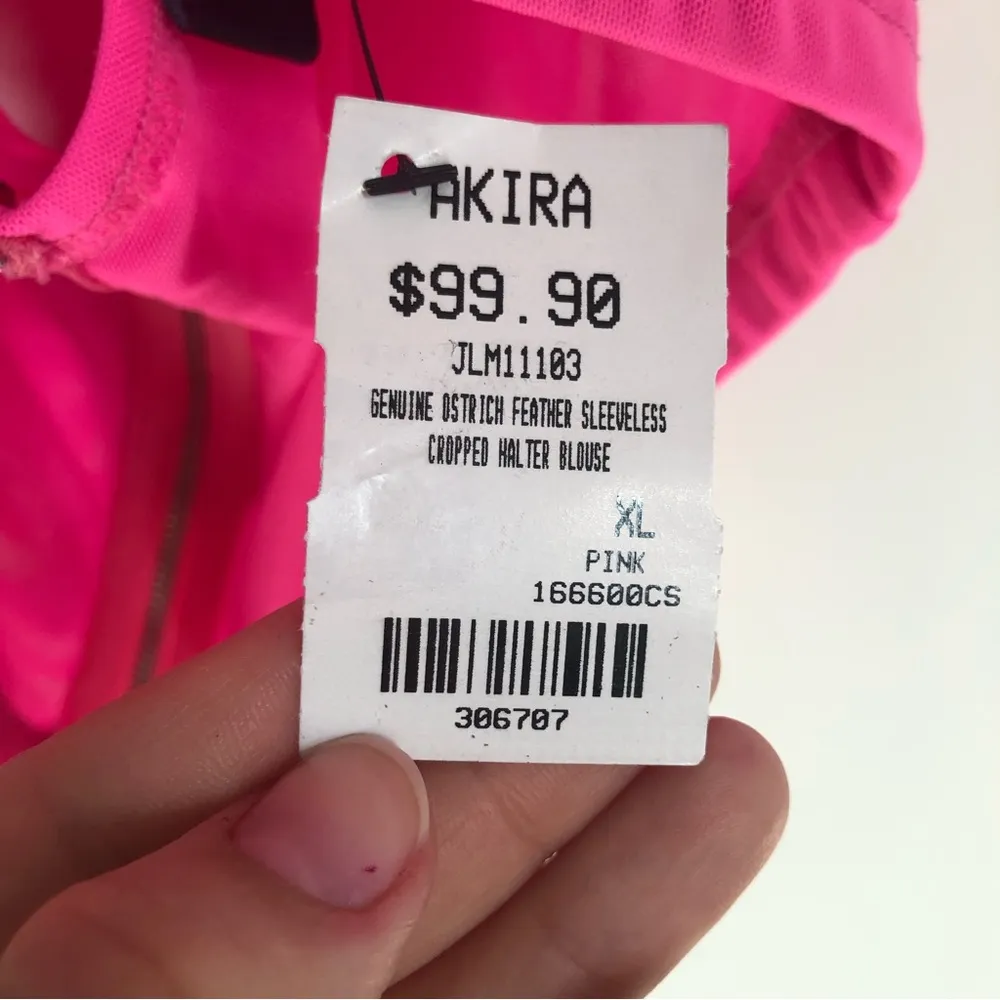 AKIRA
$99.90
JLM11103
GENUINE OSTRICH FEATHER SLEEVELESS
CROPPED HALTER BLOUSE
XL
PINK
166600CS
306707